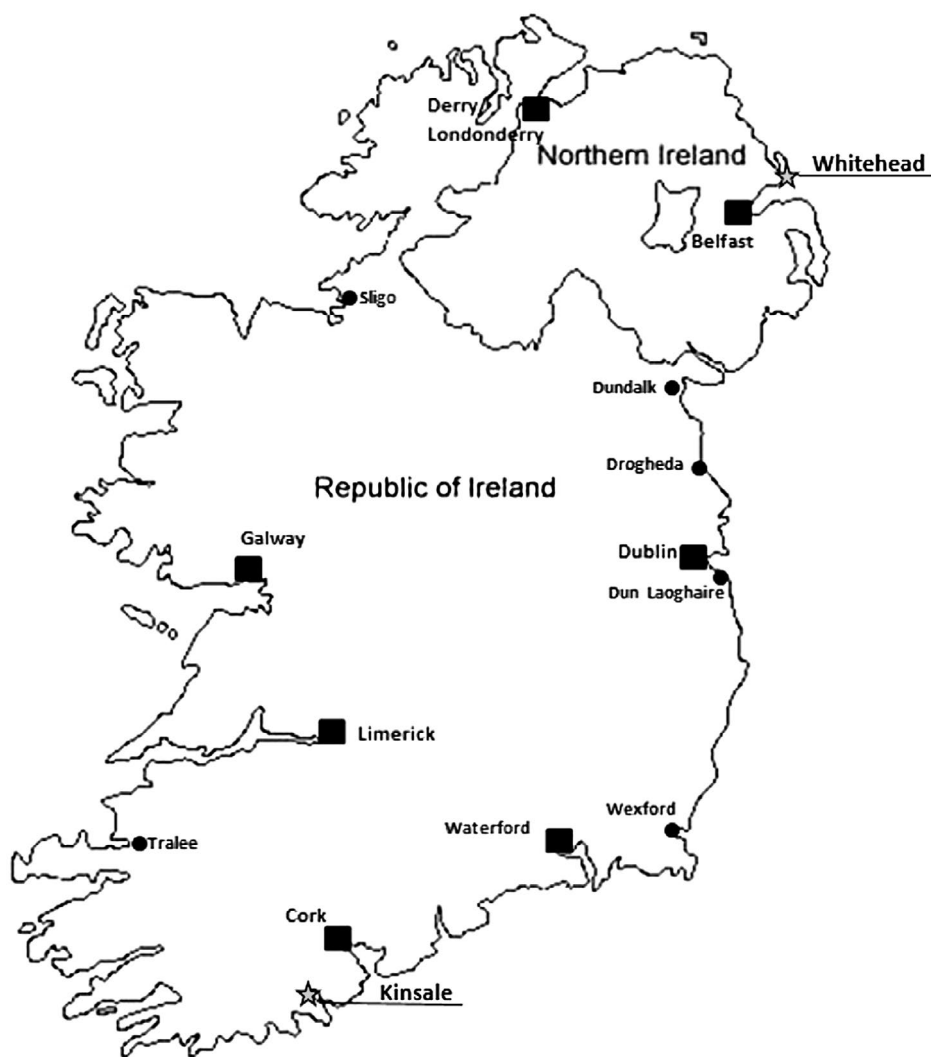 Derry
Londonderry
Northern Ireland
Whitehead
Belfast
Sligo
Dundalk
Drogheda
Republic of Ireland
Galway
Dublin
Dun Laoghaire
Limerick
Wexford
Waterford
Tralee
Cork
Kinsale